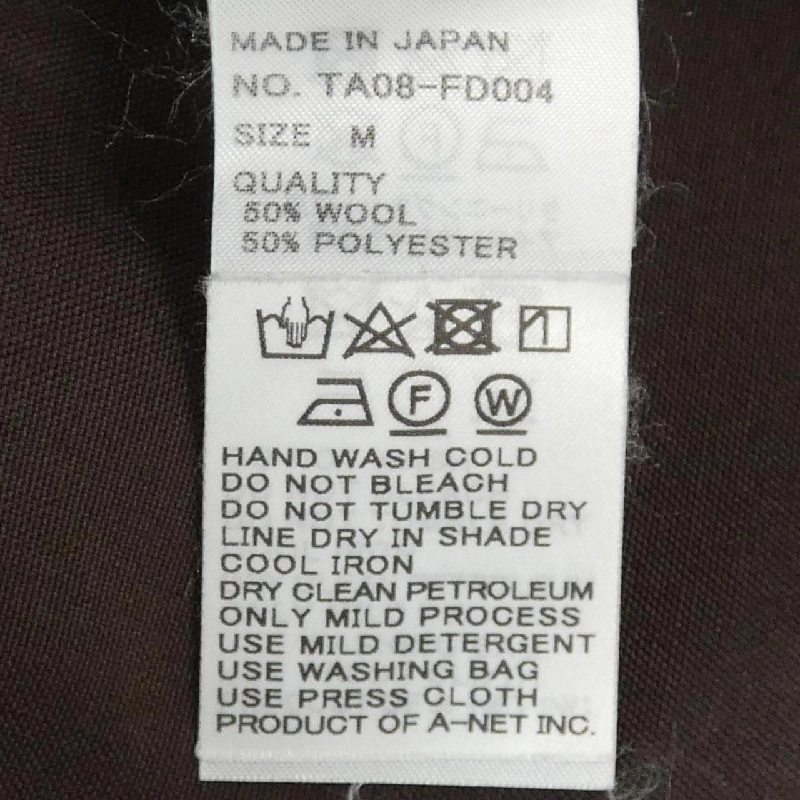 MADE IN JAPAN
NO. TA08-FD004
SIZE M
QUALITY
50% WOOL
50% POLYESTER
F W
HAND WASH COLD
DO NOT BLEACH
DO NOT TUMBLE DRY
LINE DRY IN SHADE
COOL IRON
DRY CLEAN PETROLEUM
ONLY MILD PROCESS
USE MILD DETERGENT
USE WASHING BAG
USE PRESS CLOTH
PRODUCT OF A-NET INC.